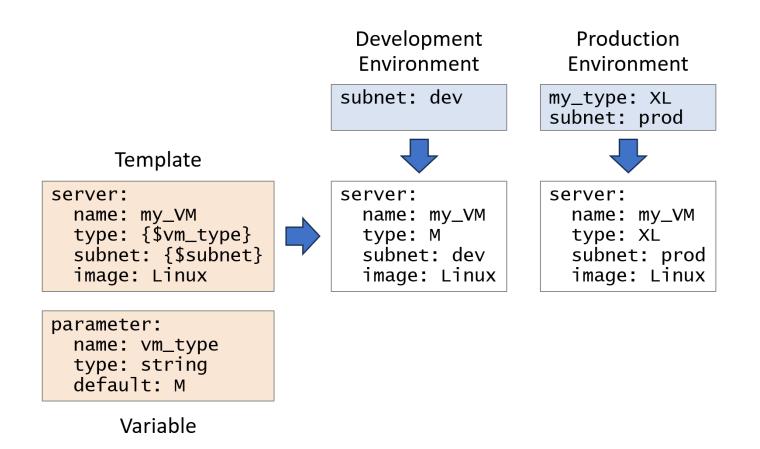 Development
Environment
subnet: dev
Production
Environment
my_type: XL
subnet: prod
Template
server:
  name: my_VM
  type: {$vm_type}
  subnet: {$subnet}
  image: Linux
server:
  name: my_VM
  type: M
  subnet: dev
  image: Linux
server:
  name: my_VM
  type: XL
  subnet: prod
  image: Linux
parameter:
  name: vm_type
  type: string
  default: M
Variable